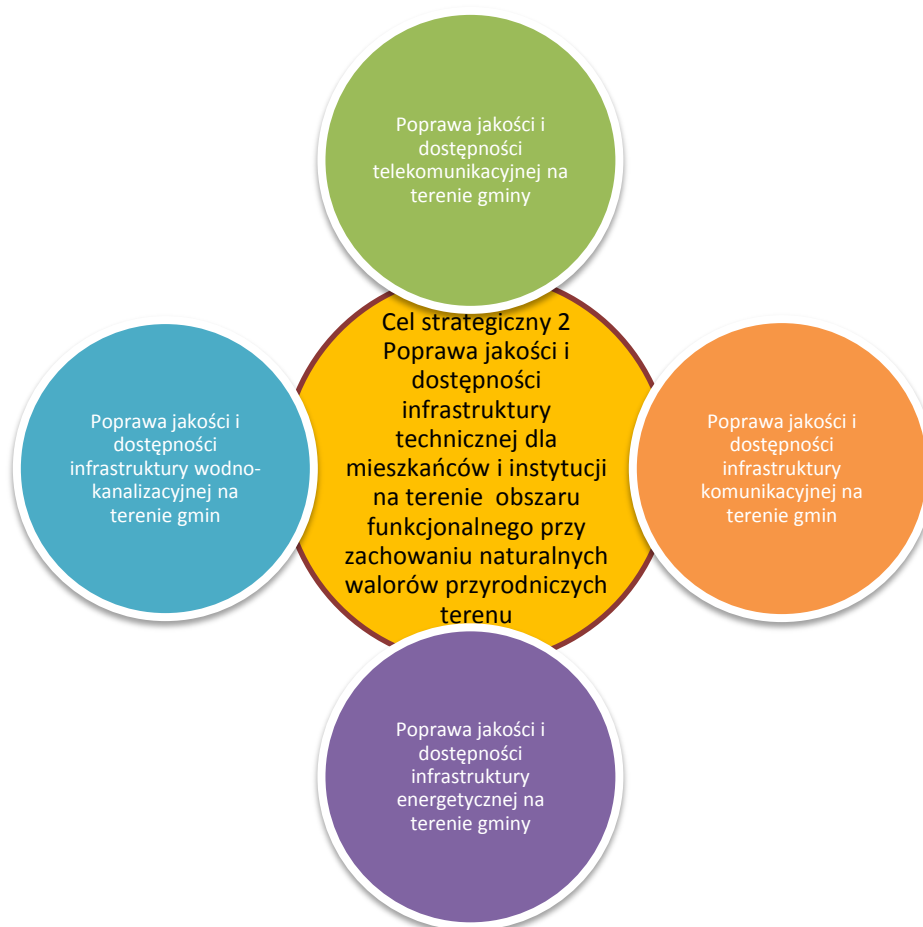 Poprawa jakości i
dostępności
telekomunikacyjnej na
terenie gminy
Cel strategiczny 2
Poprawa jakości i
dostępności
infrastruktury
technicznej dla
mieszkańców i instytucji
na terenie obszaru
funkcjonalnego przy
zachowaniu naturalnych
walorów przyrodniczych
terenu
Poprawa jakości i
dostępności
infrastruktury wodno-
kanalizacyjnej na
terenie gmin
Poprawa jakości i
dostępności
infrastruktury
komunikacyjnej na
terenie gmin
Poprawa jakości i
dostępności
infrastruktury
energetycznej na
terenie gminy